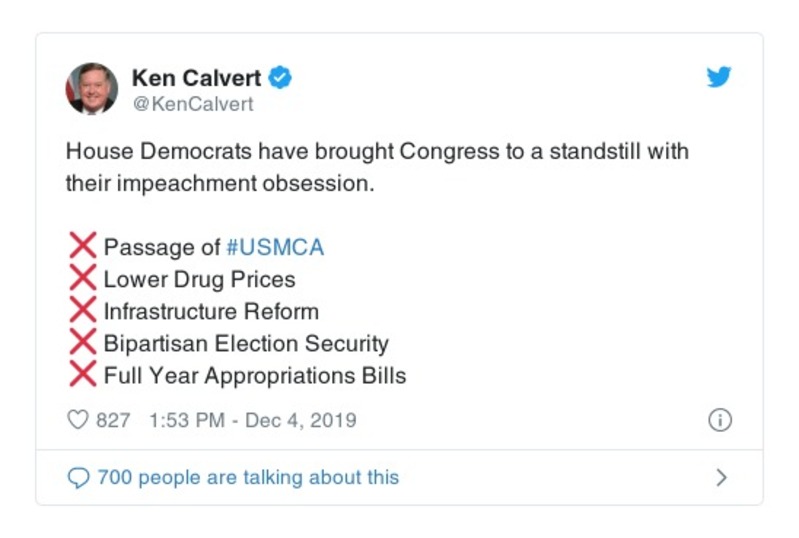 Ken Calvert
@KenCalvert
House Democrats have brought Congress to a standstill with
their impeachment obsession.
❌ Passage of #USMCA
❌ Lower Drug Prices
❌ Infrastructure Reform
❌ Bipartisan Election Security
❌ Full Year Appropriations Bills
827 1:53 PM - Dec 4, 2019
700 people are talking about this